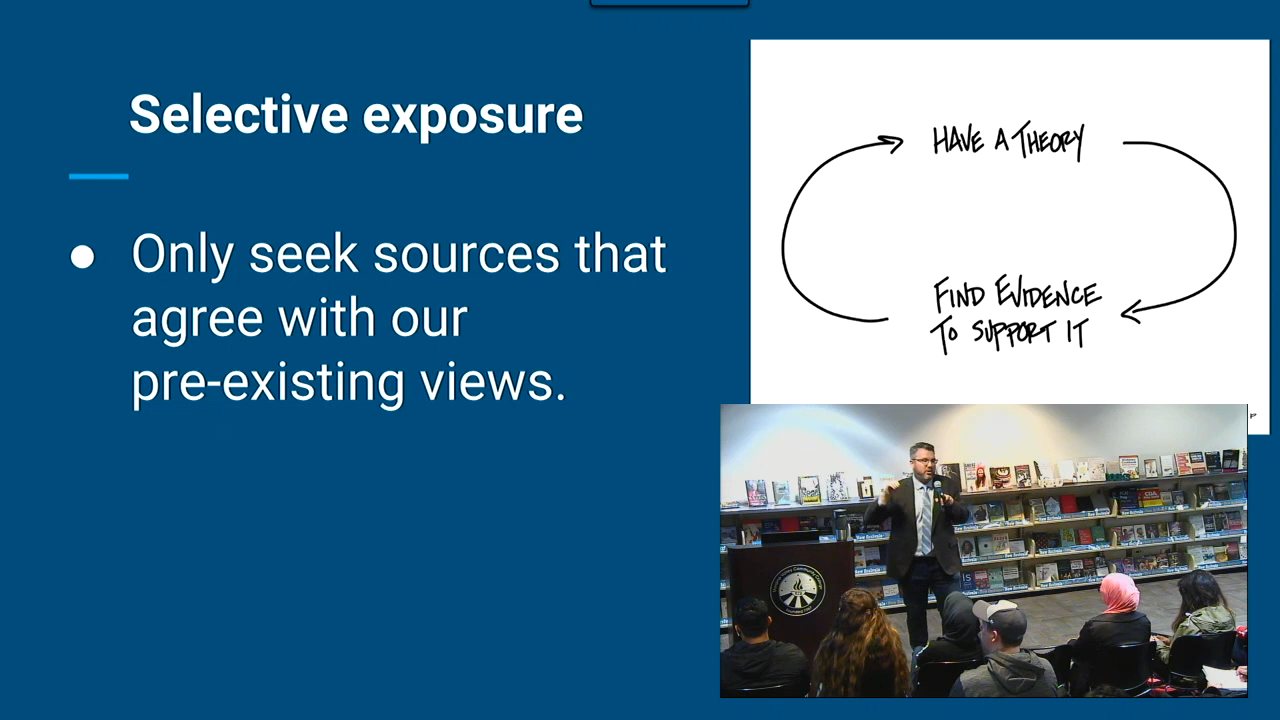 Selective exposure
● Only seek sources that
agree with our
pre-existing views.
HAVE A THEORY
FIND EVIDENCE
TO SUPPORT IT